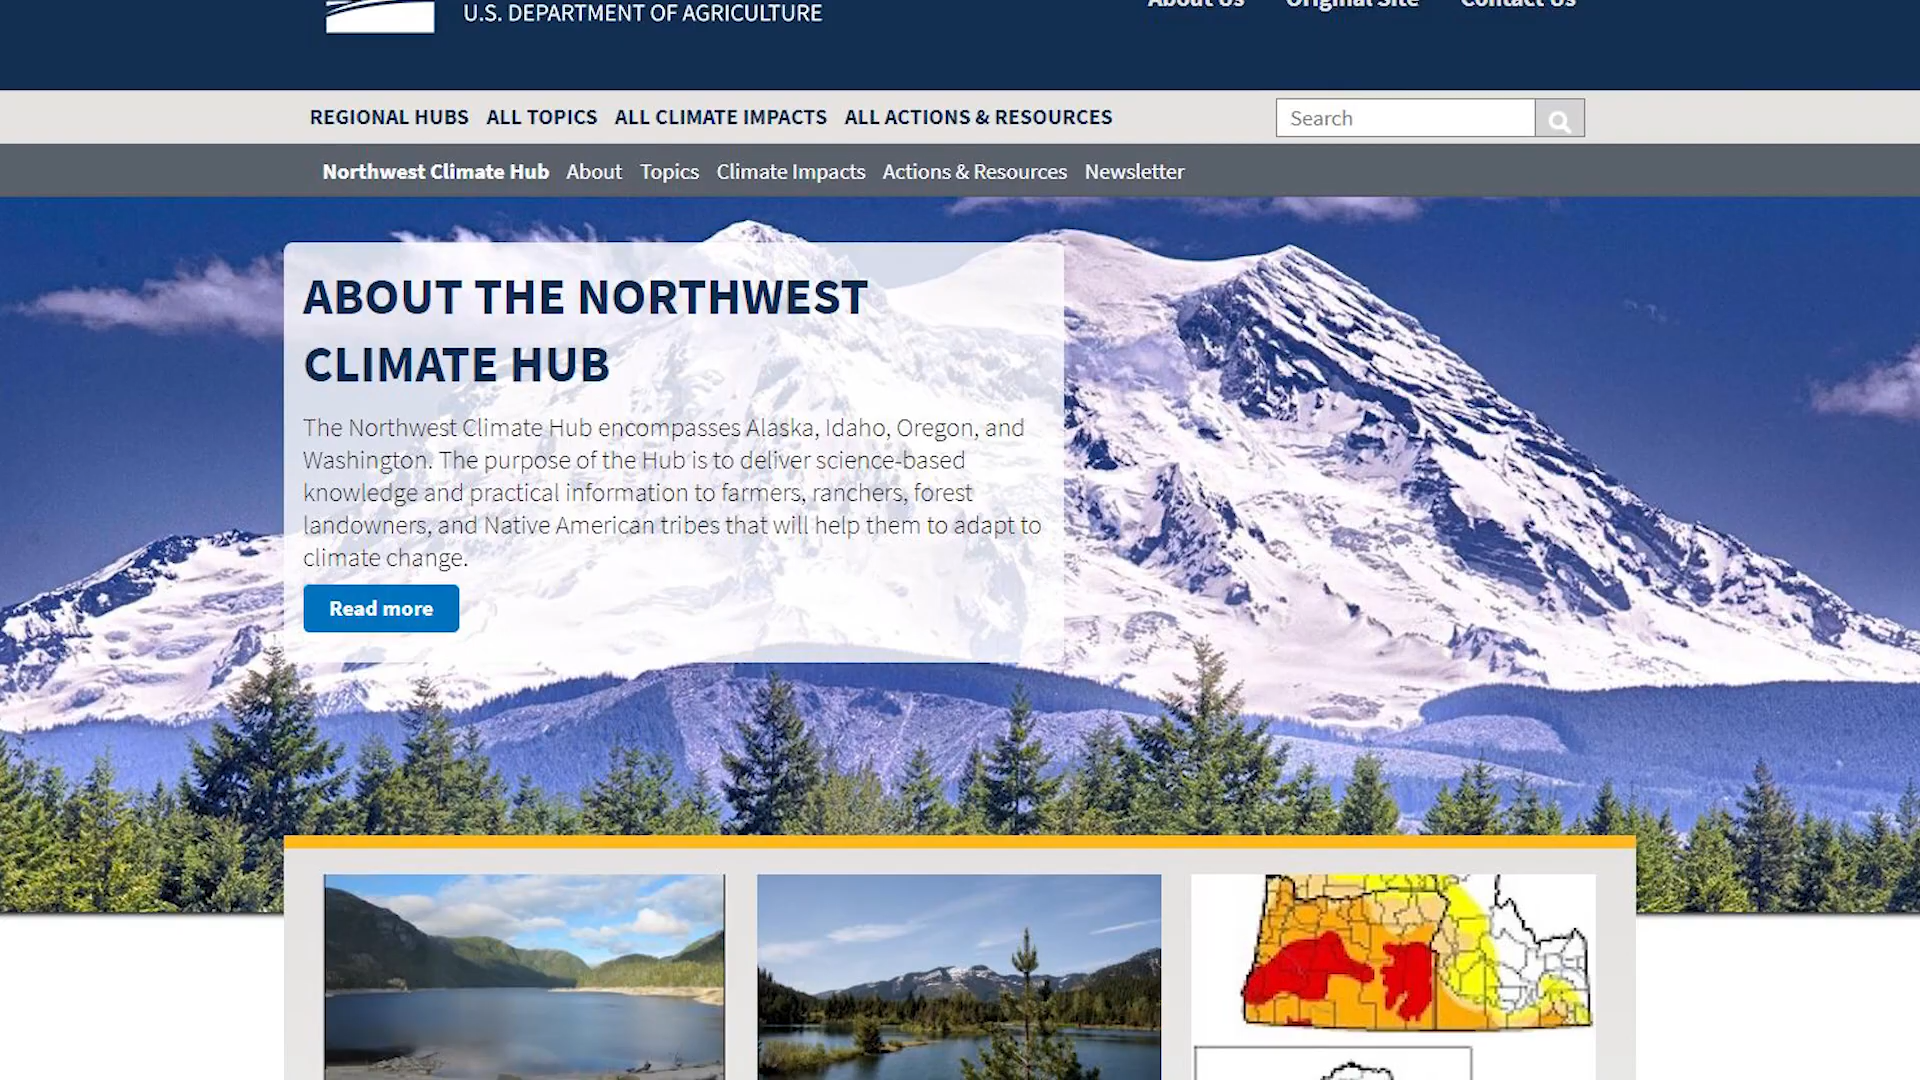 U.S. DEPARTMENT OF AGRICULTURE
About Us Original Site Contact Us
REGIONAL HUBS ALL TOPICS ALL CLIMATE IMPACTS ALL ACTIONS & RESOURCES Search
Northwest Climate Hub About Topics Climate Impacts Actions & Resources Newsletter
ABOUT THE NORTHWEST
CLIMATE HUB
The Northwest Climate Hub encompasses Alaska, Idaho, Oregon, and
Washington. The purpose of the Hub is to deliver science-based
knowledge and practical information to farmers, ranchers, forest
landowners, and Native American tribes that will help them to adapt to
climate change.
Read more